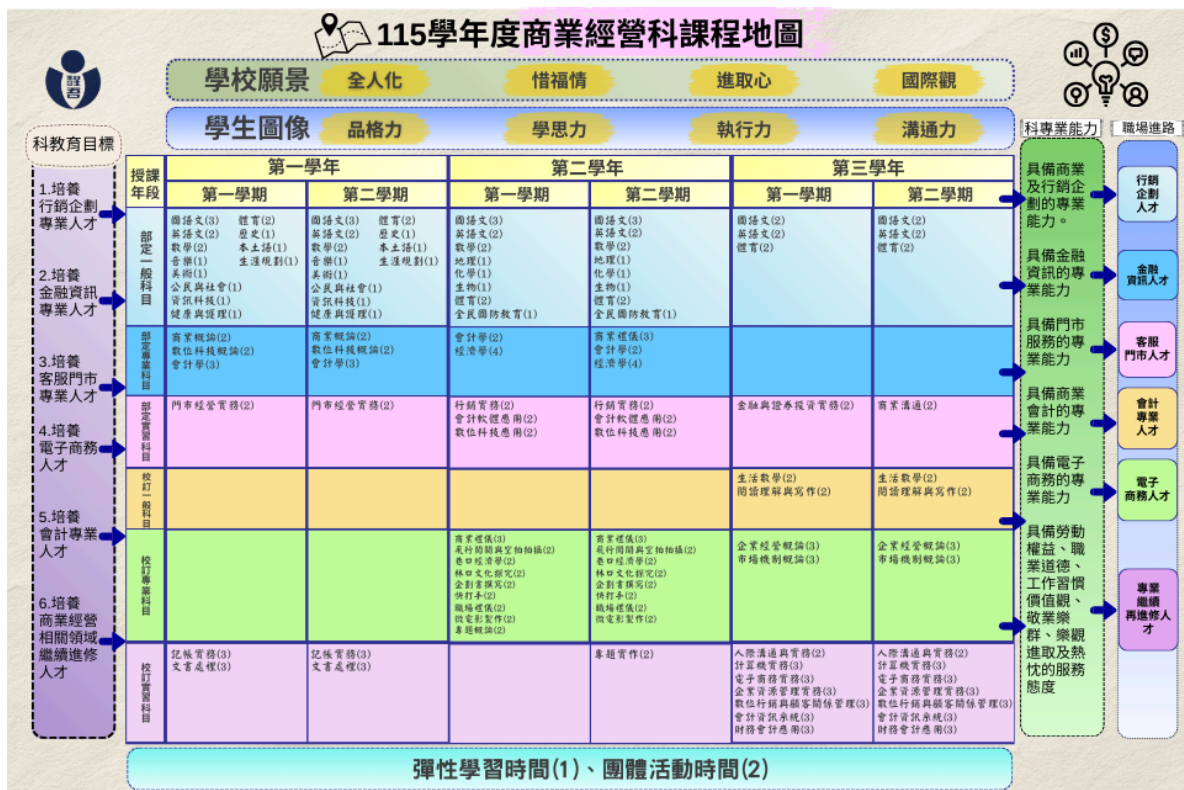 115學年度商業經營科課程地圖
醒吾
學校願景 全人化 惜福情 進取心 國際觀
學生圖像 品格力 學思力 執行力 溝通力
科教育目標
1.培養
行銷企劃
專業人才
2.培養
金融資訊
專業人才
3.培養
客服門市
專業人才
4.培養
電子商務
人才
5.培養
會計專業
人才
6.培養
商業經營
相關領域
繼續進修
人才
授課
年段
第一學年
第二學年
第三學年
第一學期
第二學期
第一學期
第二學期
第一學期
第二學期
部定一般科目
國語文(3) 體育(2)
英語文(2) 歷史(1)
數學(2) 本土語(1)
音樂(1) 生涯規劃(1)
美術(1)
公民與社會(1)
資訊科技(1)
健康與護理(1)
國語文(3) 體育(2)
英語文(2) 歷史(1)
數學(2) 本土語(1)
音樂(1) 生涯規劃(1)
美術(1)
公民與社會(1)
資訊科技(1)
健康與護理(1)
國語文(3)
英語文(2)
數學(2)
地理(1)
化學(1)
生物(1)
體育(2)
全民國防教育(1)
國語文(3)
英語文(2)
數學(2)
地理(1)
化學(1)
生物(1)
體育(2)
全民國防教育(1)
國語文(2)
英語文(2)
體育(2)
國語文(2)
英語文(2)
體育(2)
部定專業科目
商業概論(2)
數位科技概論(2)
會計學(3)
商業概論(2)
數位科技概論(2)
會計學(3)
會計學(2)
經濟學(4)
商業禮儀(3)
會計學(2)
經濟學(4)
部定實習科目
門市經營實務(2)
門市經營實務(2)
行銷實務(2)
會計軟體應用(2)
數位科技應用(2)
行銷實務(2)
會計軟體應用(2)
數位科技應用(2)
金融與證券投資實務(2)
商業溝通(2)
校訂一般科目
生活數學(2)
閱讀理解與寫作(2)
生活數學(2)
閱讀理解與寫作(2)
校訂專業科目
商業禮儀(3)
飛行閒閒與空拍拍攝(2)
巷口經濟學(2)
林口文化探究(2)
企劃書撰寫(2)
快打手(2)
職場禮儀(2)
微電影製作(2)
專題概論(2)
商業禮儀(3)
飛行閒閒與空拍拍攝(2)
巷口經濟學(2)
林口文化探究(2)
企劃書撰寫(2)
快打手(2)
職場禮儀(2)
微電影製作(2)
企業經營概論(3)
市場機制概論(3)
企業經營概論(3)
市場機制概論(3)
校訂實習科目
記帳實務(3)
文書處理(3)
記帳實務(3)
文書處理(3)
專題實作(2)
人際溝通與實務(2)
計算機實務(3)
電子商務實務(3)
企業資源管理實務(3)
數位行銷與顧客關係管理(3)
會計資訊系統(3)
財務會計應用(3)
人際溝通與實務(2)
計算機實務(3)
電子商務實務(3)
企業資源管理實務(3)
數位行銷與顧客關係管理(3)
會計資訊系統(3)
財務會計應用(3)
彈性學習時間(1)、團體活動時間(2)
科專業能力
具備商業
及行銷企
劃的專業
能力。
具備金融
資訊的專
業能力
具備門市
服務的專
業能力
具備商業
會計的專
業能力
具備電子
商務的專
業能力
具備勞動
權益、職
業道德、
工作習慣
價值觀、
敬業樂
群、樂觀
進取及熱
忱的服務
態度
職場進路
行銷
企劃
人才
金融
資訊人才
客服
門市人才
會計
專業
人才
電子
商務人才
專業
繼續
再進修人
才